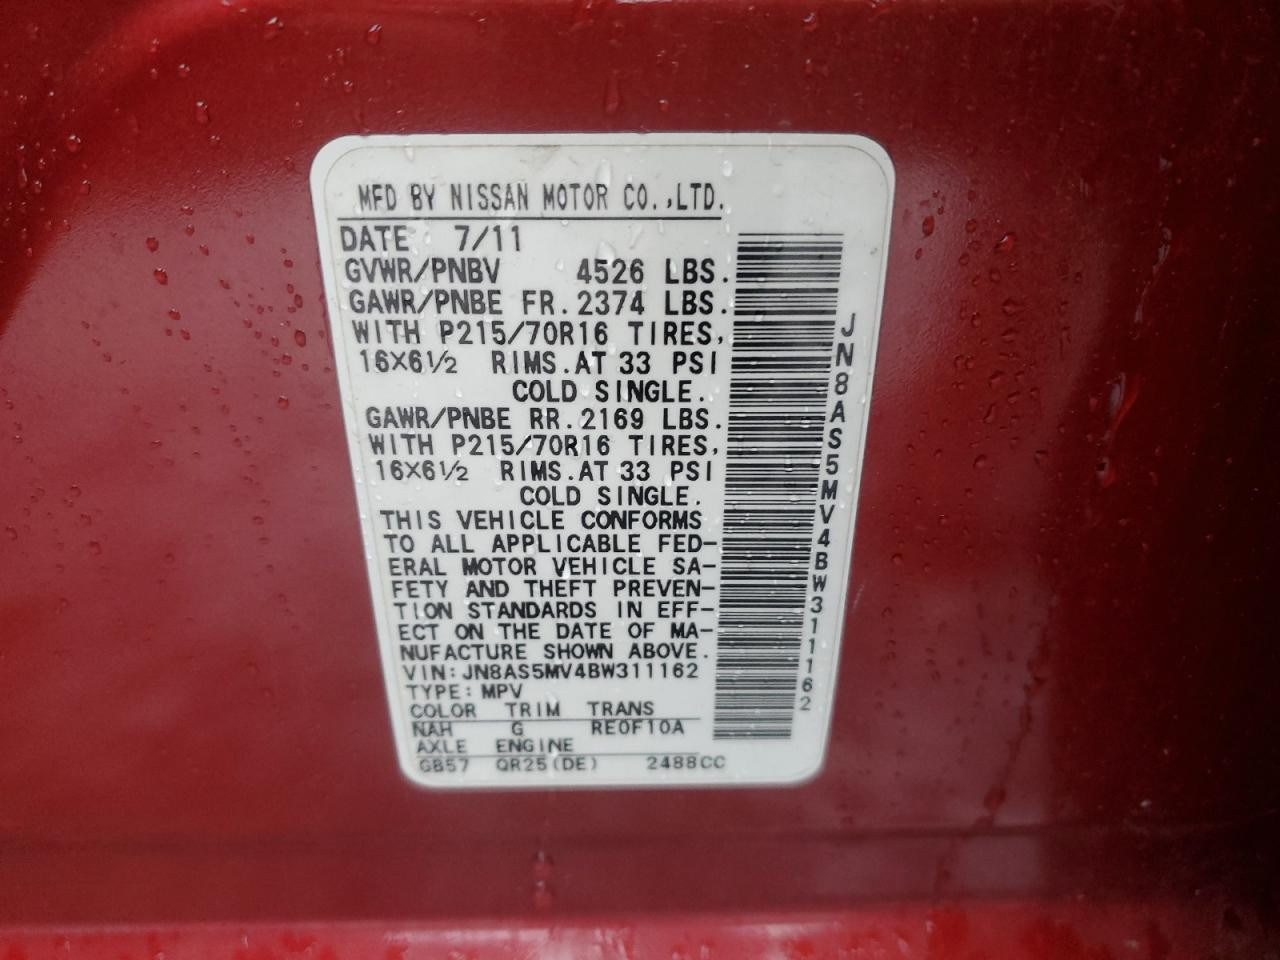 MFD BY NISSAN MOTOR CO.,LTD.
DATE 7/11
GVWR/PNBV 4526 LBS.
GAWR/PNBE FR.2374 LBS.
WITH P215/70R16 TIRES,
16X6½ RIMS.AT 33 PSI
COLD SINGLE.
GAWR/PNBE RR.2169 LBS.
WITH P215/70R16 TIRES,
16X6½ RIMS.AT 33 PSI
COLD SINGLE.
THIS VEHICLE CONFORMS
TO ALL APPLICABLE FED-
ERAL MOTOR VEHICLE SA-
FETY AND THEFT PREVEN-
TION STANDARDS IN EFF-
ECT ON THE DATE OF MA-
NUFACTURE SHOWN ABOVE.
VIN:JN8AS5MV4BW311162
TYPE:MPV
COLOR TRIM TRANS
NAH G RE0F10A
AXLE ENGINE
GB57 QR25(DE) 2488CC
JN8AS5MV4BW311162